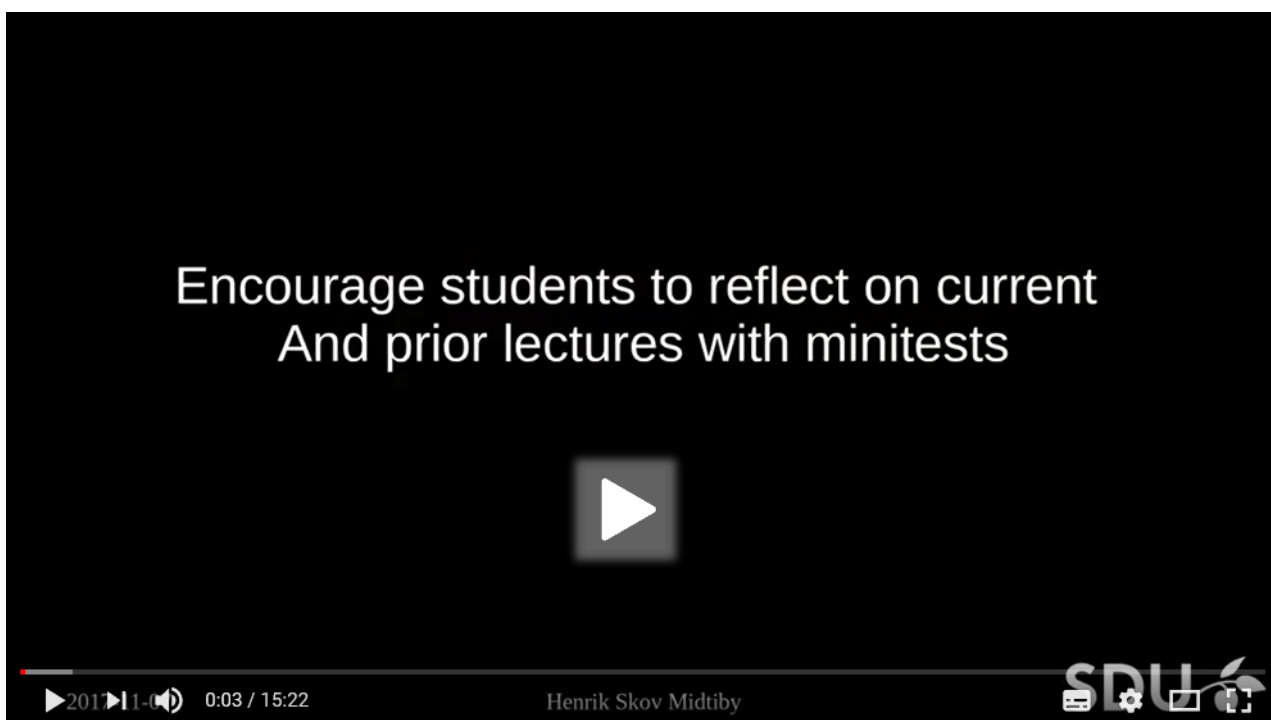 Encourage students to reflect on current
And prior lectures with minitests
0:03 / 15:22
Henrik Skov Midtiby
SDU